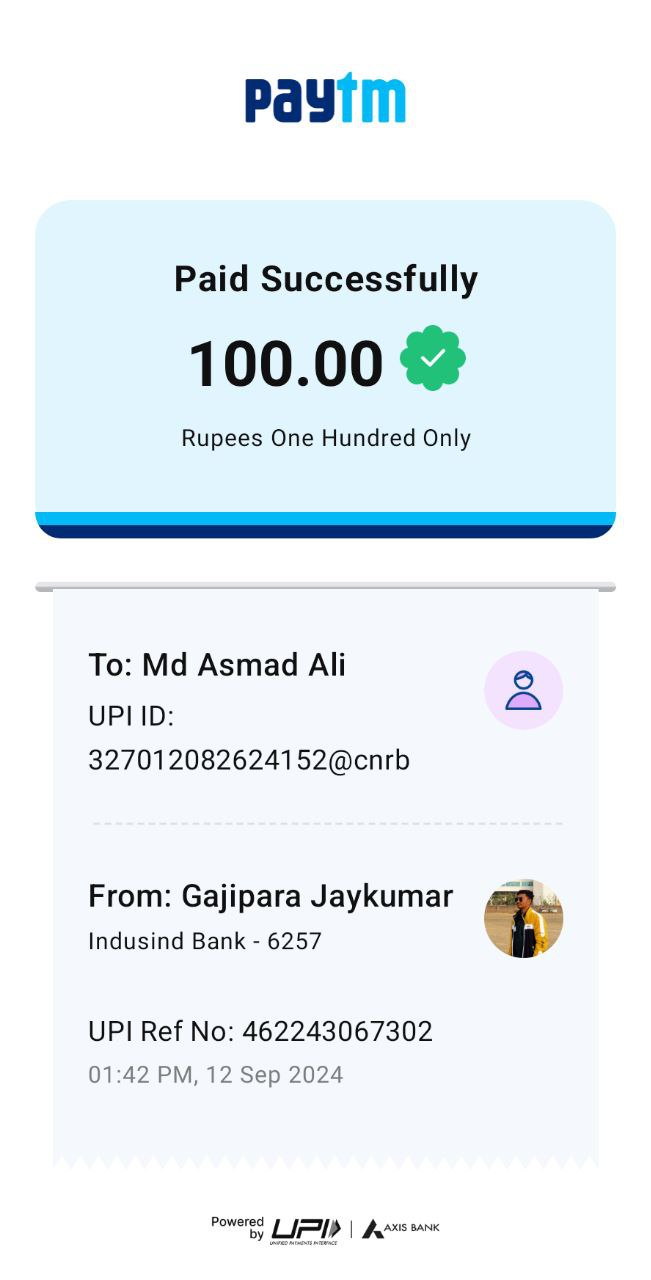 paytm
Paid Successfully
100.00
Rupees One Hundred Only
To: Md Asmad Ali
UPI ID:
327012082624152@cnrb
From: Gajipara Jaykumar
Indusind Bank - 6257
UPI Ref No: 462243067302
01:42 PM, 12 Sep 2024
Powered by UPI | AXIS BANK
UNIFIED PAYMENTS INTERFACE